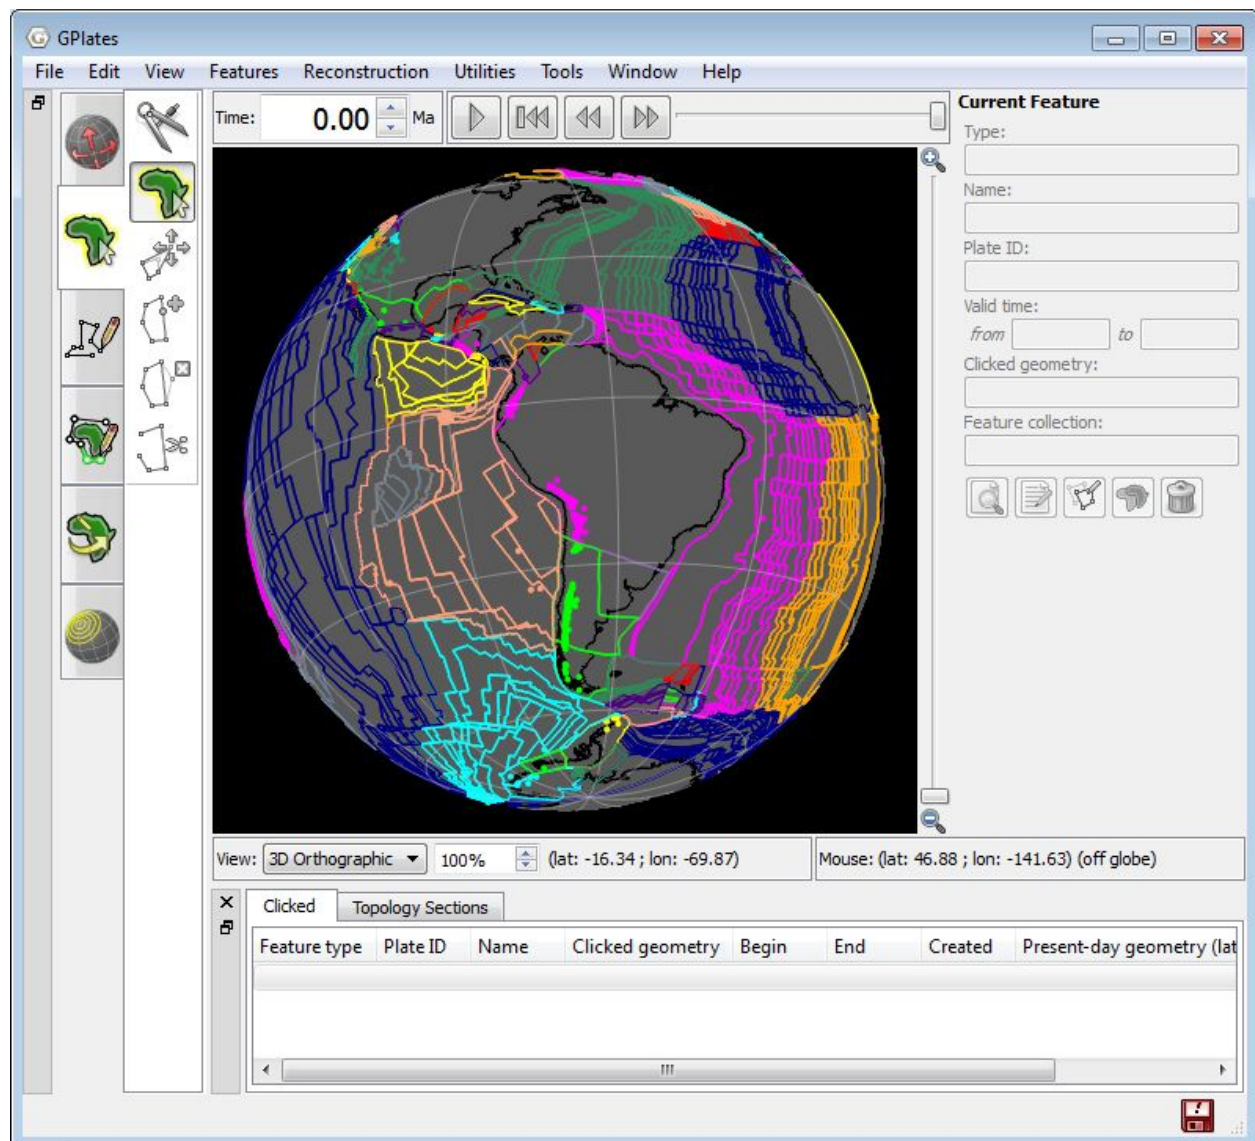 GPlates
File Edit View Features Reconstruction Utilities Tools Window Help
Time: 0.00 Ma
Current Feature
Type:
Name:
Plate ID:
Valid time:
from to
Clicked geometry:
Feature collection:
View: 3D Orthographic 100% (lat: -16.34 ; lon: -69.87) Mouse: (lat: 46.88 ; lon: -141.63) (off globe)
Clicked Topology Sections
Feature type Plate ID Name Clicked geometry Begin End Created Present-day geometry (lat